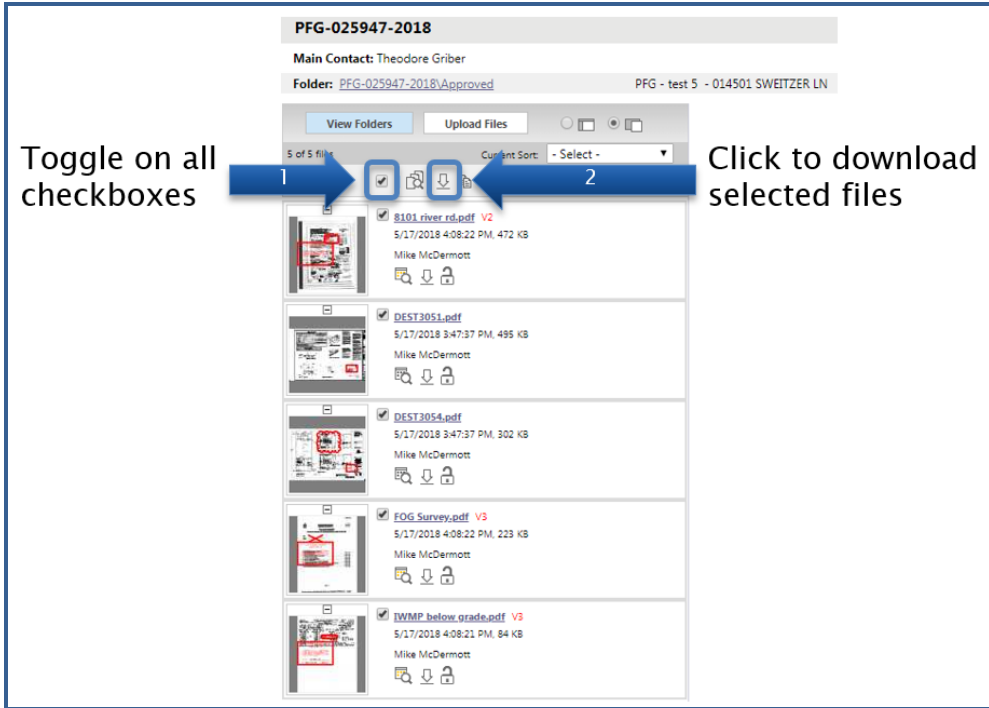 PFG-025947-2018
Main Contact: Theodore Griber
Folder: PFG-025947-2018\Approved PFG - test 5 - 014501 SWEITZER LN
View Folders Upload Files
5 of 5 files Current Sort: - Select -
Toggle on all
checkboxes
1
2
Click to download
selected files
8101 river rd.pdf V2
5/17/2018 4:08:22 PM, 472 KB
Mike McDermott
DEST3051.pdf
5/17/2018 3:47:37 PM, 495 KB
Mike McDermott
DEST3054.pdf
5/17/2018 3:47:37 PM, 302 KB
Mike McDermott
FOG Survey.pdf V3
5/17/2018 4:08:22 PM, 223 KB
Mike McDermott
IWMP below grade.pdf V3
5/17/2018 4:08:21 PM, 84 KB
Mike McDermott